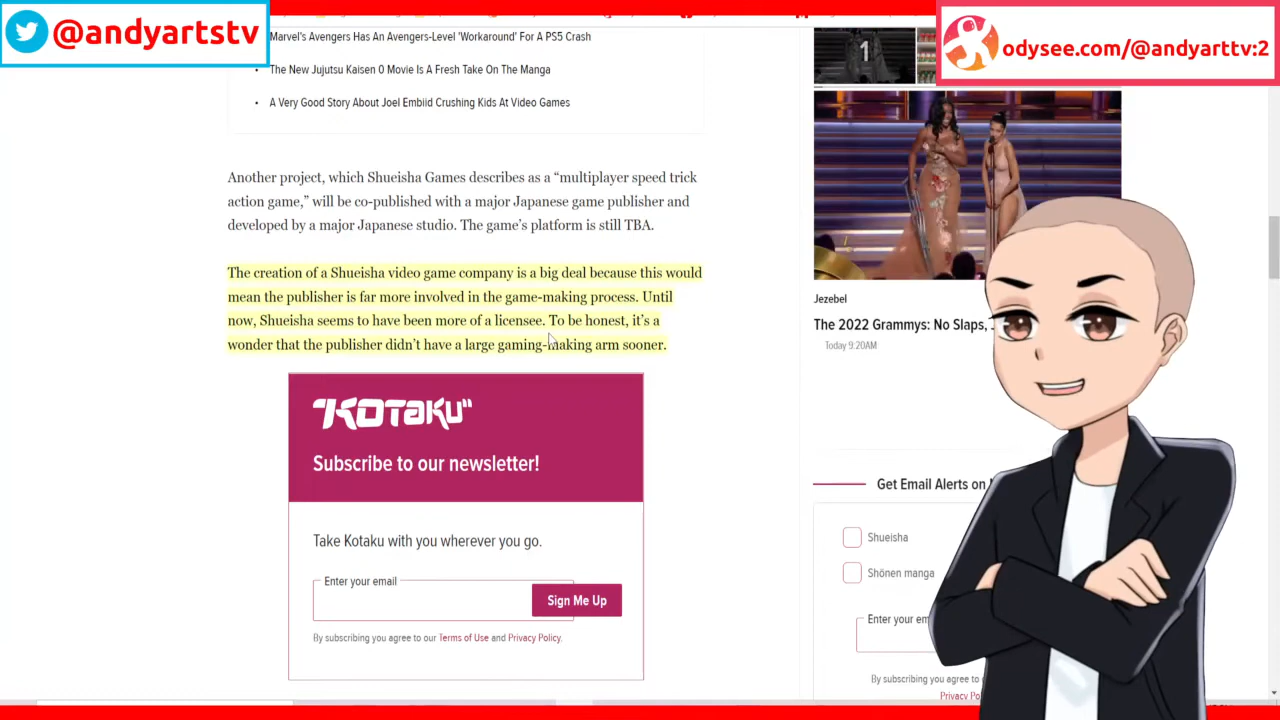 @andyartstv
odysee.com/@andyarttv:2
Marvel's Avengers Has An Avengers-Level 'Workaround' For A PS5 Crash
The New Jujutsu Kaisen 0 Movie Is A Fresh Take On The Manga
A Very Good Story About Joel Embiid Crushing Kids At Video Games
Another project, which Shueisha Games describes as a “multiplayer speed trick
action game,” will be co-published with a major Japanese game publisher and
developed by a major Japanese studio. The game’s platform is still TBA.
The creation of a Shueisha video game company is a big deal because this would
mean the publisher is far more involved in the game-making process. Until
now, Shueisha seems to have been more of a licensee. To be honest, it’s a
wonder that the publisher didn’t have a large gaming-making arm sooner.
KOTAKU
Subscribe to our newsletter!
Take Kotaku with you wherever you go.
Enter your email
Sign Me Up
By subscribing you agree to our Terms of Use and Privacy Policy.
1
Jezebel
The 2022 Grammys: No Slaps,
Today 9:20AM
Get Email Alerts on
Shueisha
Shōnen manga
Enter your em
By subscribing you agree to
Privacy Po